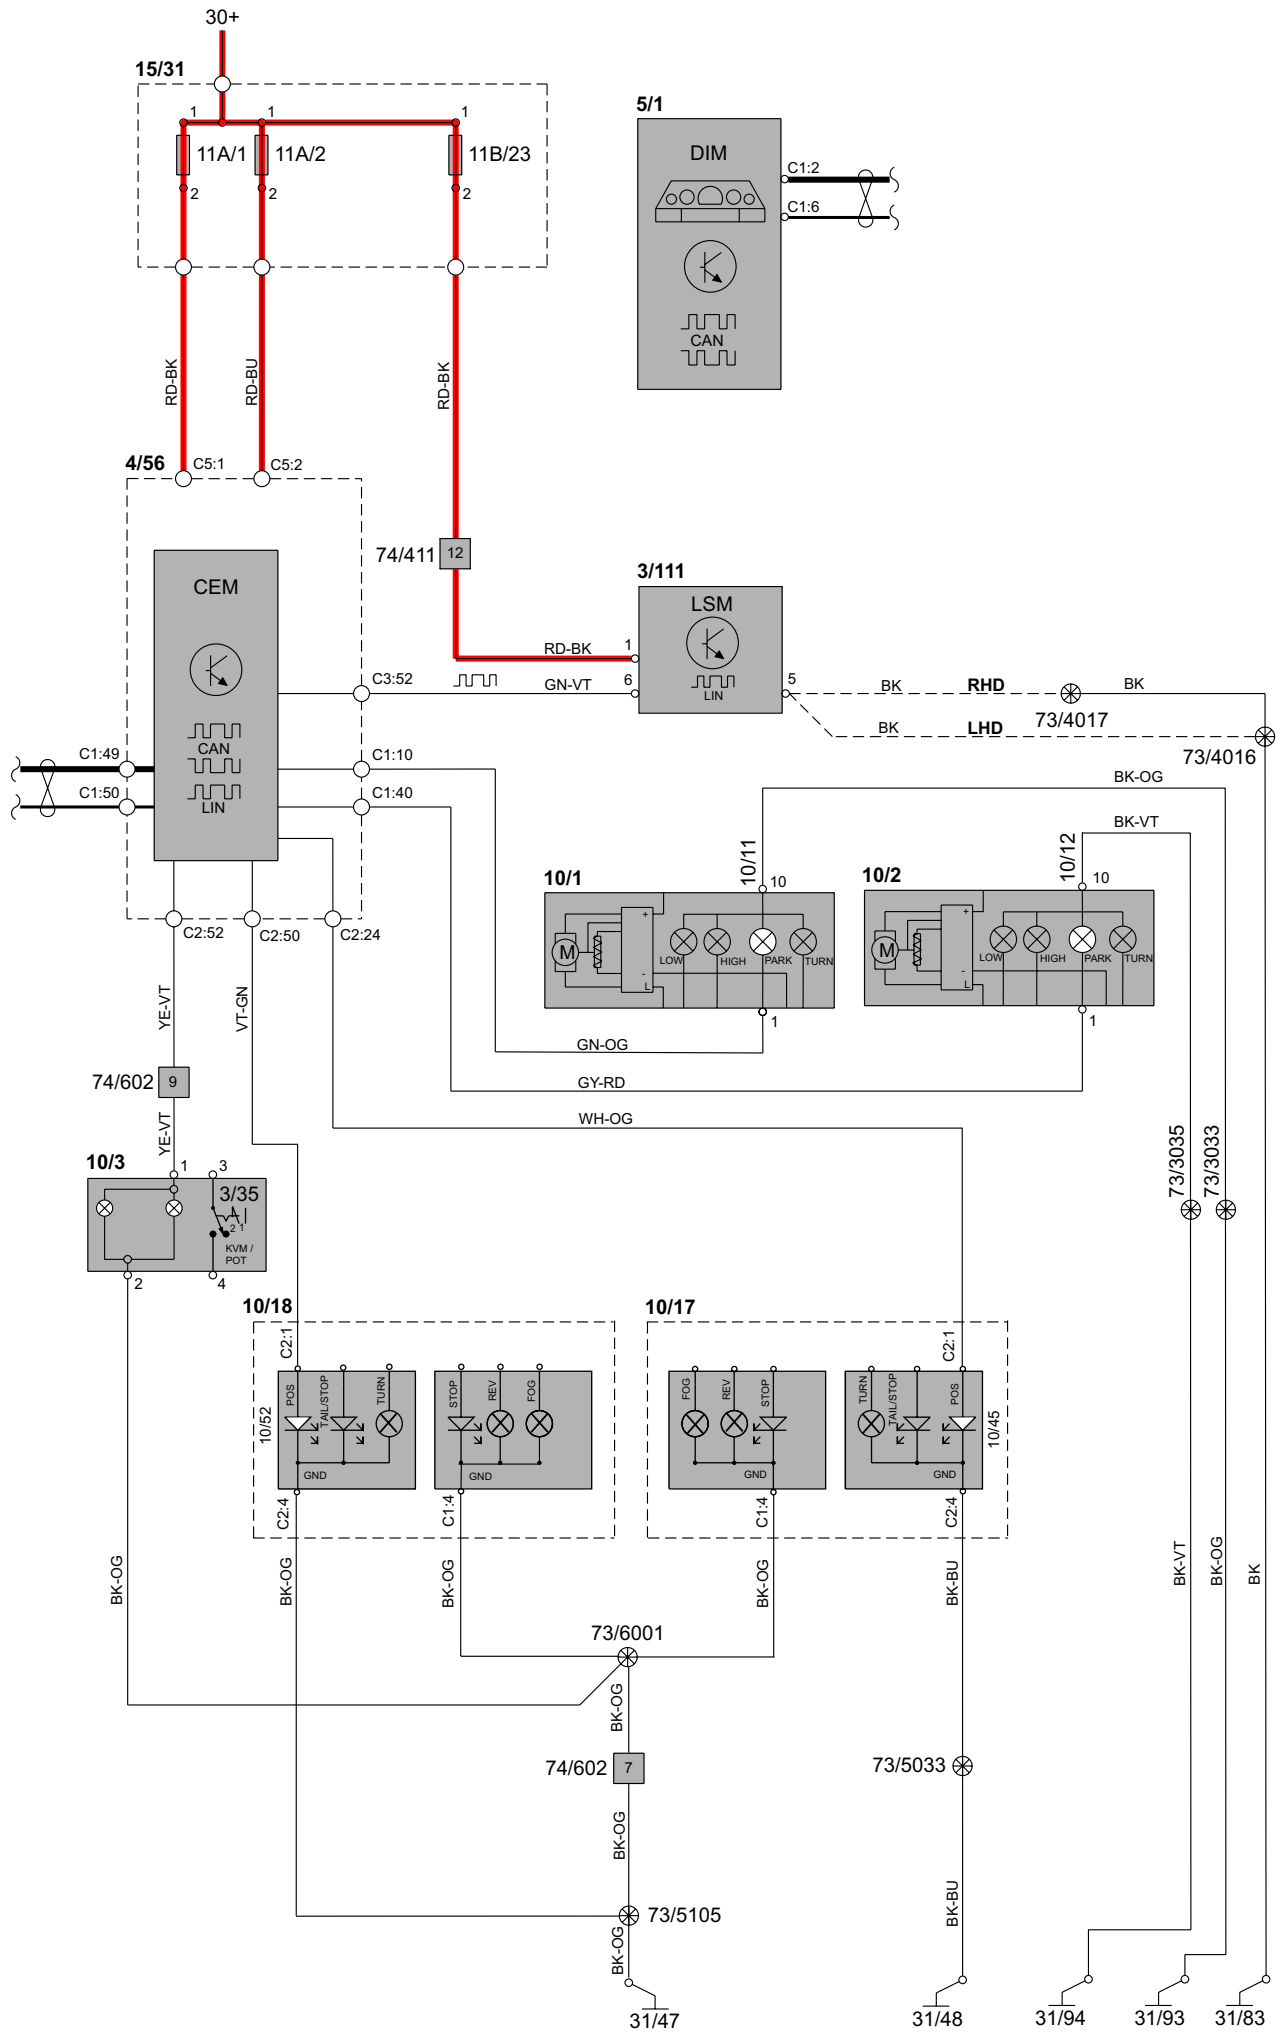 30+
15/31
1
1
1
11A/1
11A/2
11B/23
2
2
2
5/1
DIM
C1:2
C1:6
CAN
RD-BK
RD-BU
RD-BK
4/56
C5:1
C5:2
74/411
12
3/111
LSM
LIN
CEM
CAN
LIN
RD-BK
1
C3:52
GN-VT
6
5
BK
RHD
BK
73/4017
BK
LHD
73/4016
C1:49
C1:10
C1:50
C1:40
BK-OG
BK-VT
10/11
10/12
10/1
10
10/2
10
M
+
-
L
LOW
HIGH
PARK
TURN
1
M
+
-
L
LOW
HIGH
PARK
TURN
1
C2:52
C2:50
C2:24
YE-VT
VT-GN
GN-OG
GY-RD
WH-OG
74/602
9
YE-VT
73/3035
73/3033
10/3
1
3
3/35
2
1
KVM /
POT
2
4
10/18
10/17
C2:1
C2:1
10/52
POS
TAIL/STOP
TURN
GND
STOP
REV
FOG
GND
FOG
REV
STOP
GND
TURN
TAIL/STOP
POS
GND
10/45
C2:4
C1:4
C1:4
C2:4
BK-OG
BK-OG
BK-OG
BK-OG
BK-BU
BK-VT
BK-OG
BK
73/6001
BK-OG
74/602
7
73/5033
BK-OG
73/5105
BK-BU
BK-OG
31/47
31/48
31/94
31/93
31/83